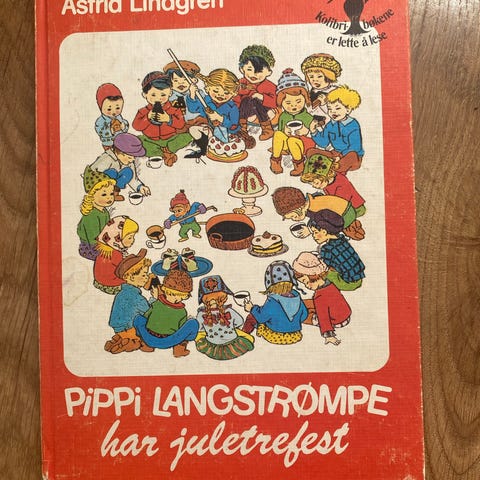 Astrid Lindgren
Kolibri-bøkene
er lette å lese
PiPPi LANGSTRØMPE
har juletrefest